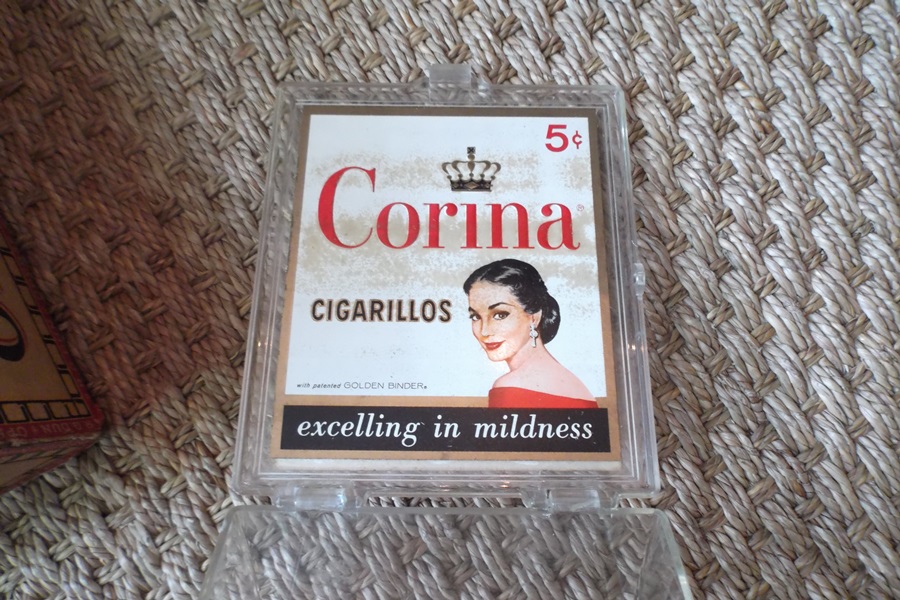 5¢
Corina®
CIGARILLOS
with patented GOLDEN BINDER®
excelling in mildness